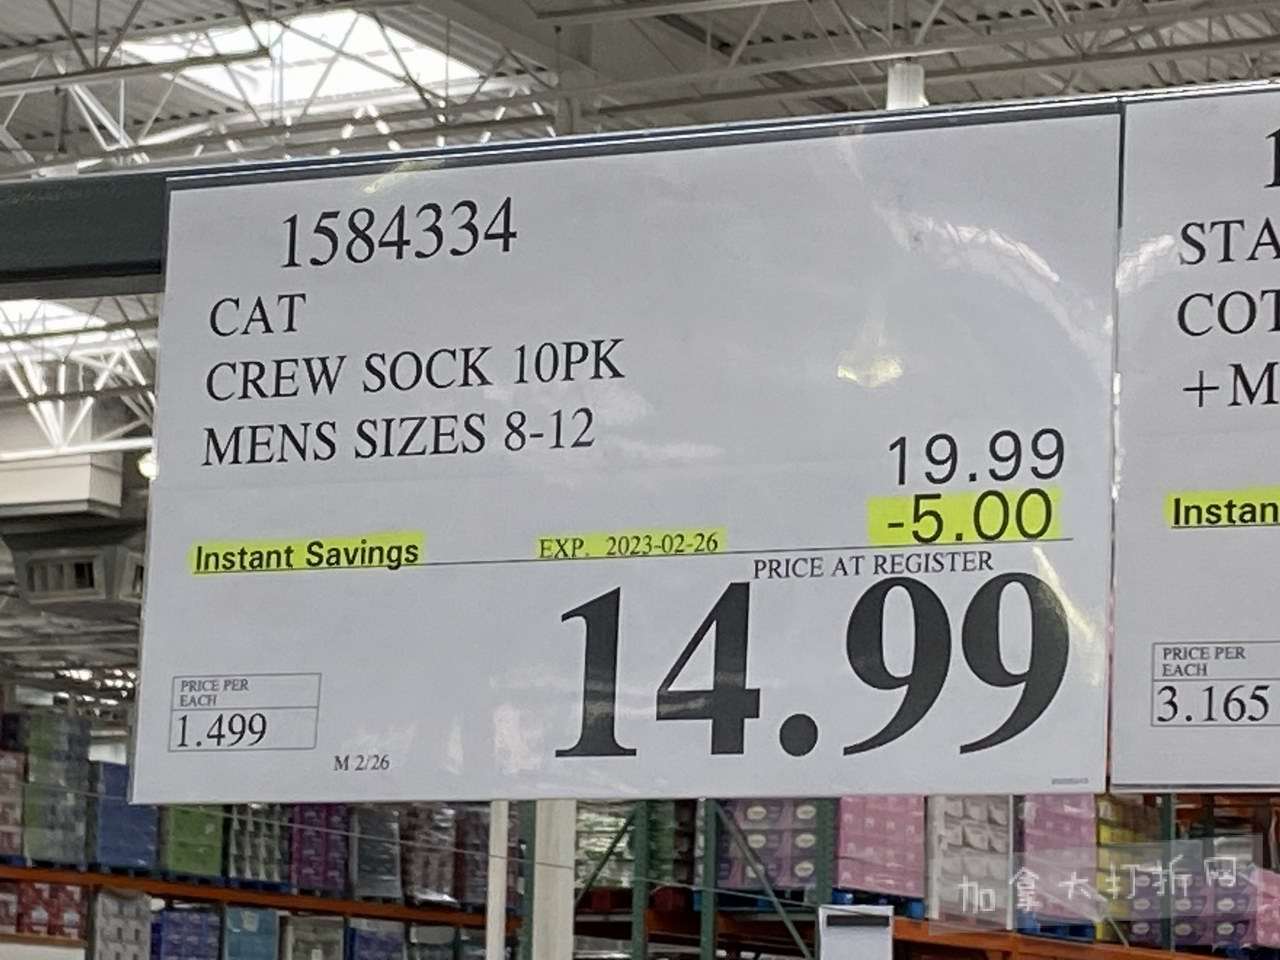 1584334
CAT
CREW SOCK 10PK
MENS SIZES 8-12
19.99
Instant Savings EXP. 2023-02-26 -5.00
PRICE AT REGISTER
14.99
PRICE PER
EACH
1.499
M 2/26
1
STA
COT
+M
Instan
PRICE PER
EACH
3.165
加拿大打折网